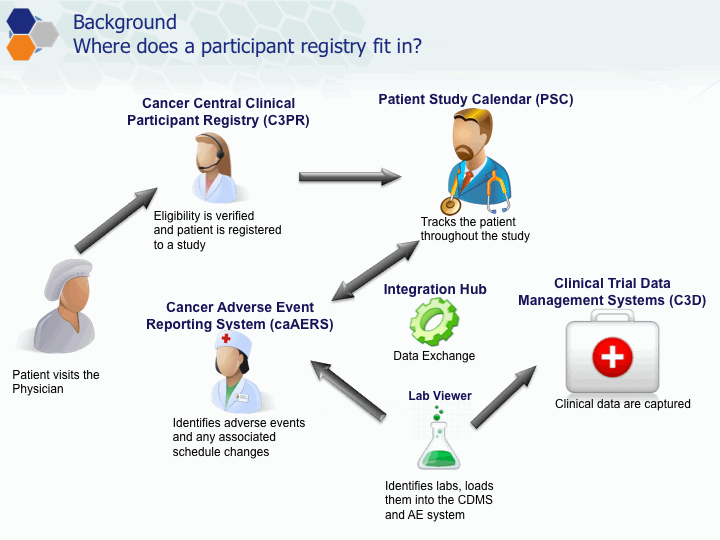 Background
Where does a participant registry fit in?
Cancer Central Clinical
Participant Registry (C3PR)
Patient Study Calendar (PSC)
Eligibility is verified
and patient is registered
to a study
Tracks the patient
throughout the study
Patient visits the
Physician
Cancer Adverse Event
Reporting System (caAERS)
Identifies adverse events
and any associated
schedule changes
Integration Hub
Data Exchange
Clinical Trial Data
Management Systems (C3D)
Clinical data are captured
Lab Viewer
Identifies labs, loads
them into the CDMS
and AE system